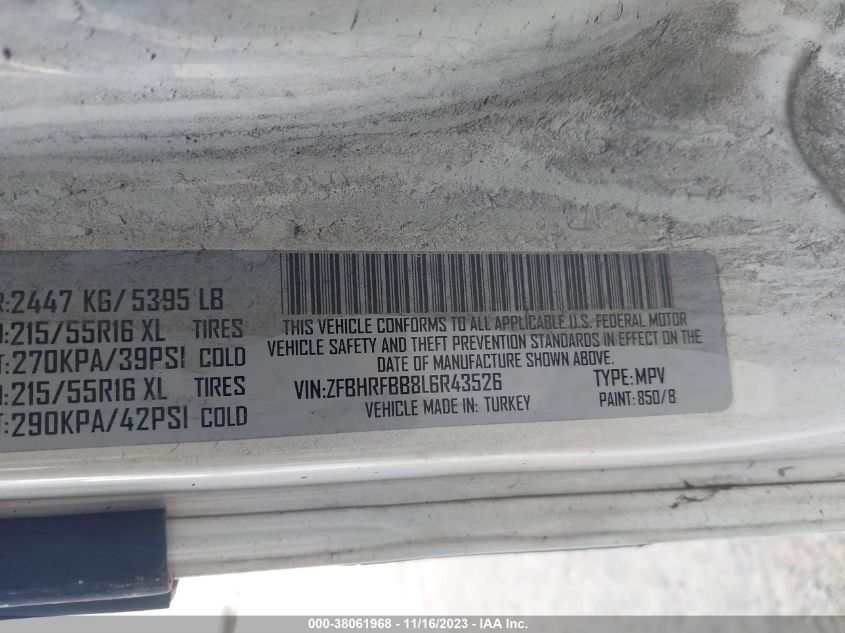 R:2447 KG/ 5395 LB
:215/55R16 XL TIRES
T:270KPA/39PSI COLD
:215/55R16 XL TIRES
T:290KPA/42PSI COLD
THIS VEHICLE CONFORMS TO ALL APPLICABLE U.S. FEDERAL MOTOR
VEHICLE SAFETY AND THEFT PREVENTION STANDARDS IN EFFECT ON THE
DATE OF MANUFACTURE SHOWN ABOVE.
VIN:ZFBHRFBB8L6R43526 TYPE: MPV
VEHICLE MADE IN: TURKEY PAINT: 850/B
000-38061968 - 11/16/2023 - IAA Inc.